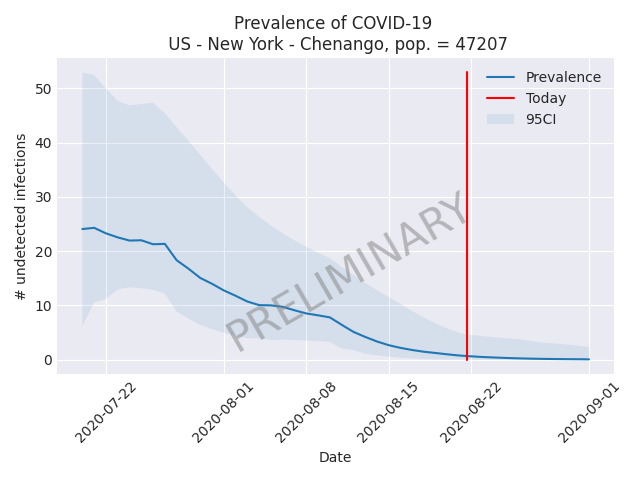 Prevalence of COVID-19
US - New York - Chenango, pop. = 47207
# undetected infections
50
40
30
20
10
0
Prevalence
Today
95CI
PRELIMINARY
2020-07-22
2020-08-01
2020-08-08
2020-08-15
2020-08-22
2020-09-01
Date